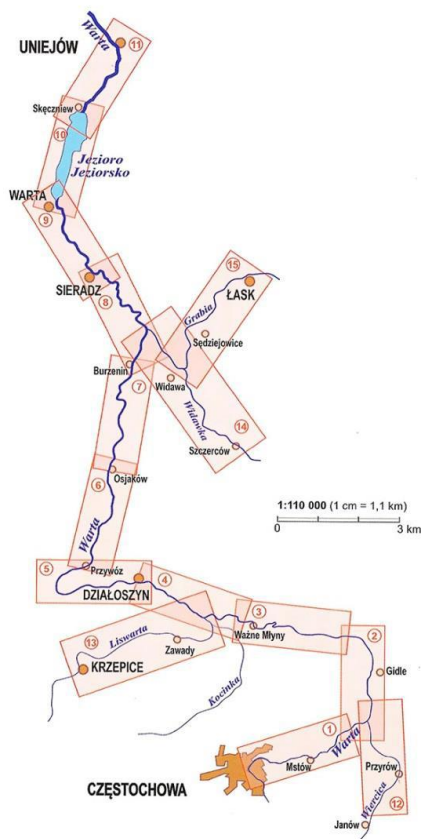 Warta
UNIEJÓW
11
Skęczniew
10
Jezioro
Jeziorsko
WARTA
9
15
SIERADZ
8
ŁASK
Grabia
Sędziejowice
Burzenin
7
Widawa
Widawka
14
Szczerców
Osjaków
6
Warta
1:110 000 (1 cm = 1,1 km)
0 3 km
5
Przywóz
4
DZIAŁOSZYN
3
Ważne Młyny
2
13
Liswarta
Zawady
Gidle
KRZEPICE
Kocinka
1
Warta
Mstów
Przyrów
CZĘSTOCHOWA
12
Wiercica
Janów